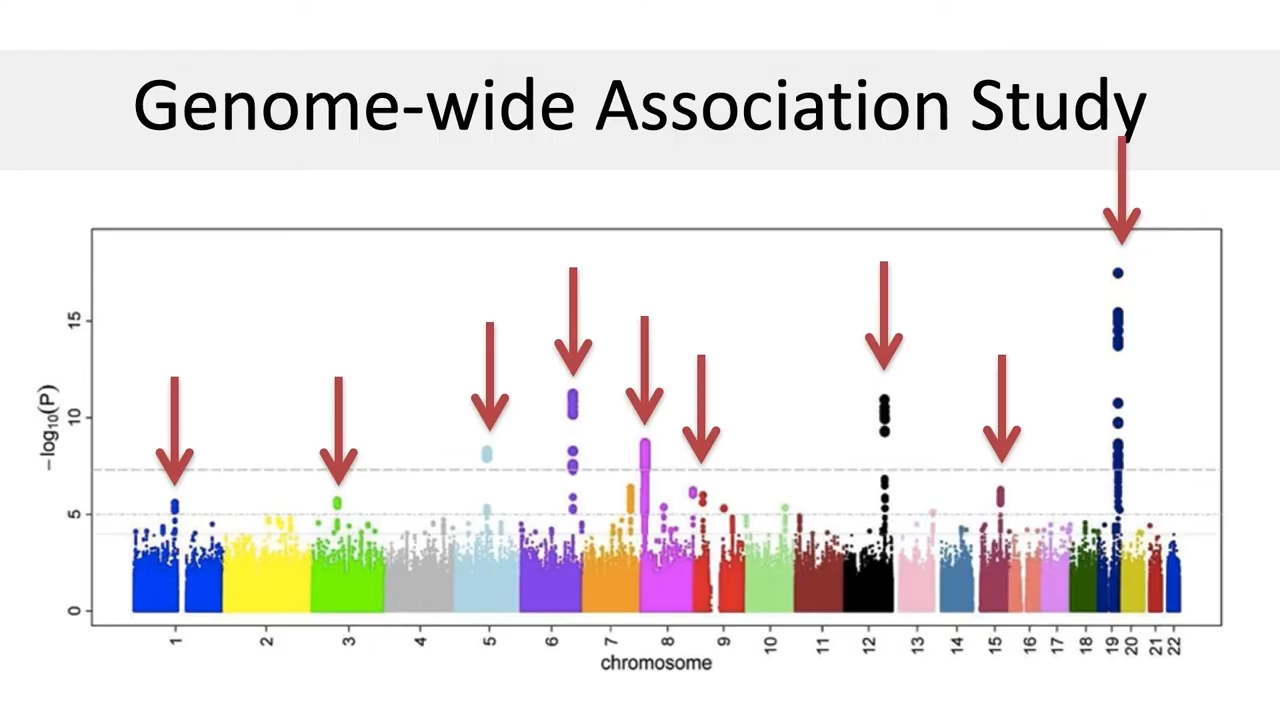 Genome-wide Association Study
15
10
5
0
−log10(P)
1 2 3 4 5 6 7 8 9 10 11 12 13 14 15 16 17 18 19 20 21 22
chromosome